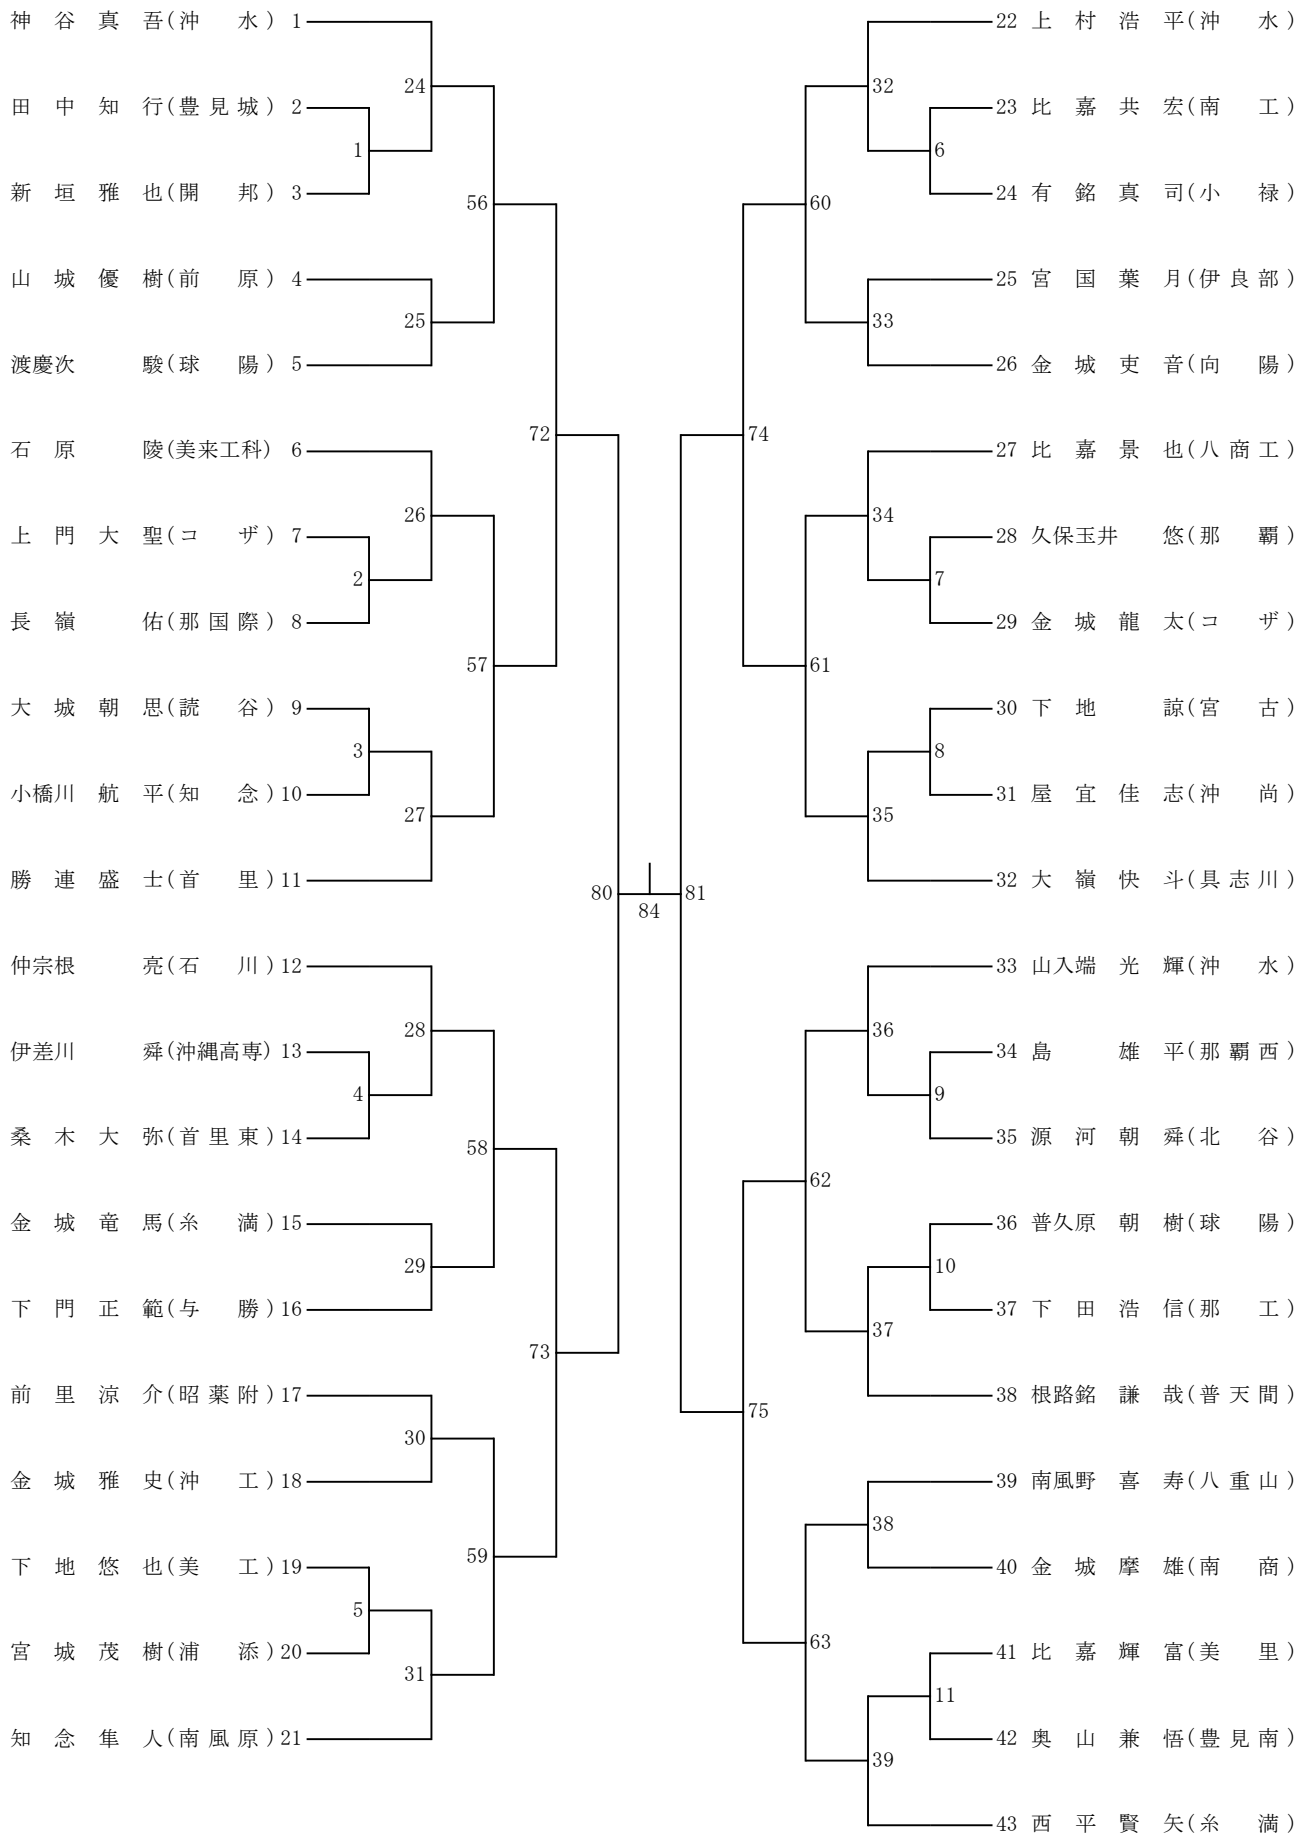 神谷真吾(沖水) 1
田中知行(豊見城) 2
新垣雅也(開邦) 3
山城優樹(前原) 4
渡慶次駿(球陽) 5
石原陵(美来工科) 6
上門大聖(コザ) 7
長嶺佑(那国際) 8
大城朝思(読谷) 9
小橋川航平(知念) 10
勝連盛士(首里) 11
仲宗根亮(石川) 12
伊差川舜(沖縄高専) 13
桑木大弥(首里東) 14
金城竜馬(糸満) 15
下門正範(与勝) 16
前里涼介(昭薬附) 17
金城雅史(沖工) 18
下地悠也(美工) 19
宮城茂樹(浦添) 20
知念隼人(南風原) 21
1
2
3
4
5
24
25
26
27
28
29
30
31
56
57
58
59
72
73
80
84
81
74
75
60
61
62
63
32
33
34
35
36
37
38
39
6
7
8
9
10
11
22 上村浩平(沖水)
23 比嘉共宏(南工)
24 有銘真司(小禄)
25 宮国葉月(伊良部)
26 金城吏音(向陽)
27 比嘉景也(八商工)
28 久保玉井悠(那覇)
29 金城龍太(コザ)
30 下地諒(宮古)
31 屋宜佳志(沖尚)
32 大嶺快斗(具志川)
33 山入端光輝(沖水)
34 島雄平(那覇西)
35 源河朝舜(北谷)
36 普久原朝樹(球陽)
37 下田浩信(那工)
38 根路銘謙哉(普天間)
39 南風野喜寿(八重山)
40 金城摩雄(南商)
41 比嘉輝富(美里)
42 奥山兼悟(豊見南)
43 西平賢矢(糸満)